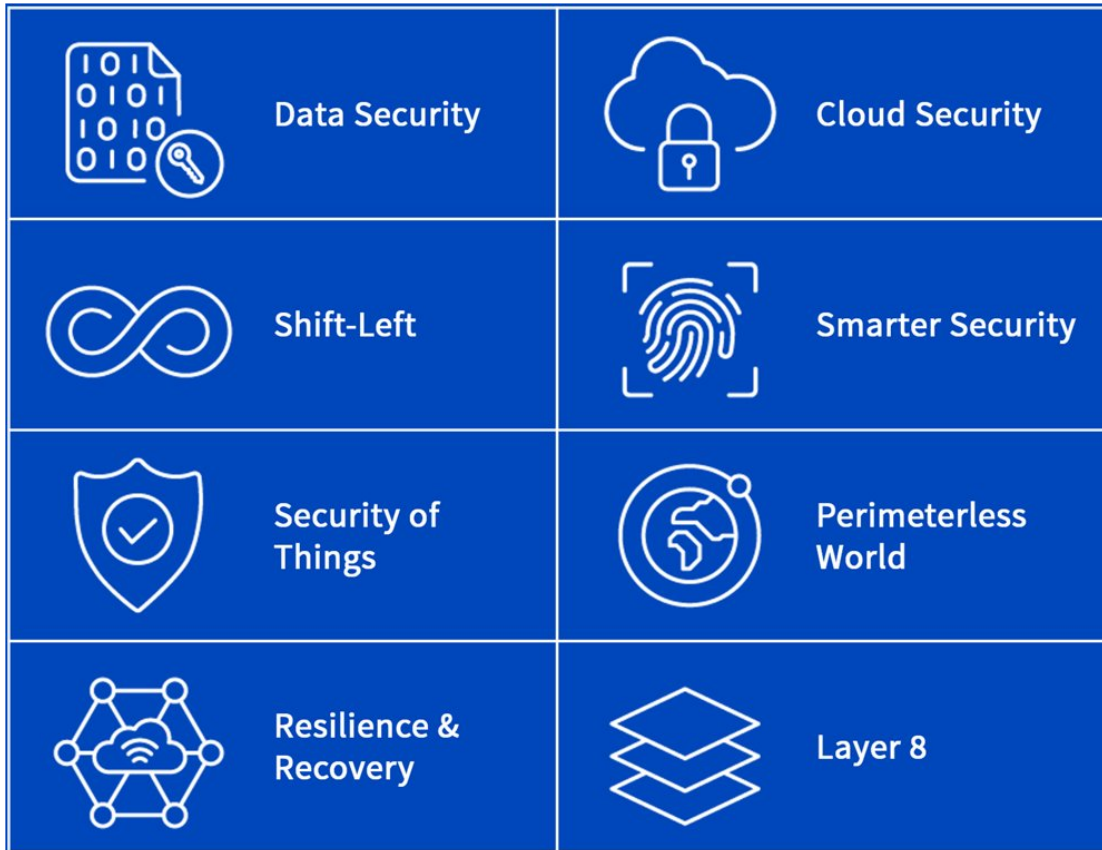 1011
0101
1010
010
Data Security
Cloud Security
Shift-Left
Smarter Security
Security of
Things
Perimeterless
World
Resilience &
Recovery
Layer 8